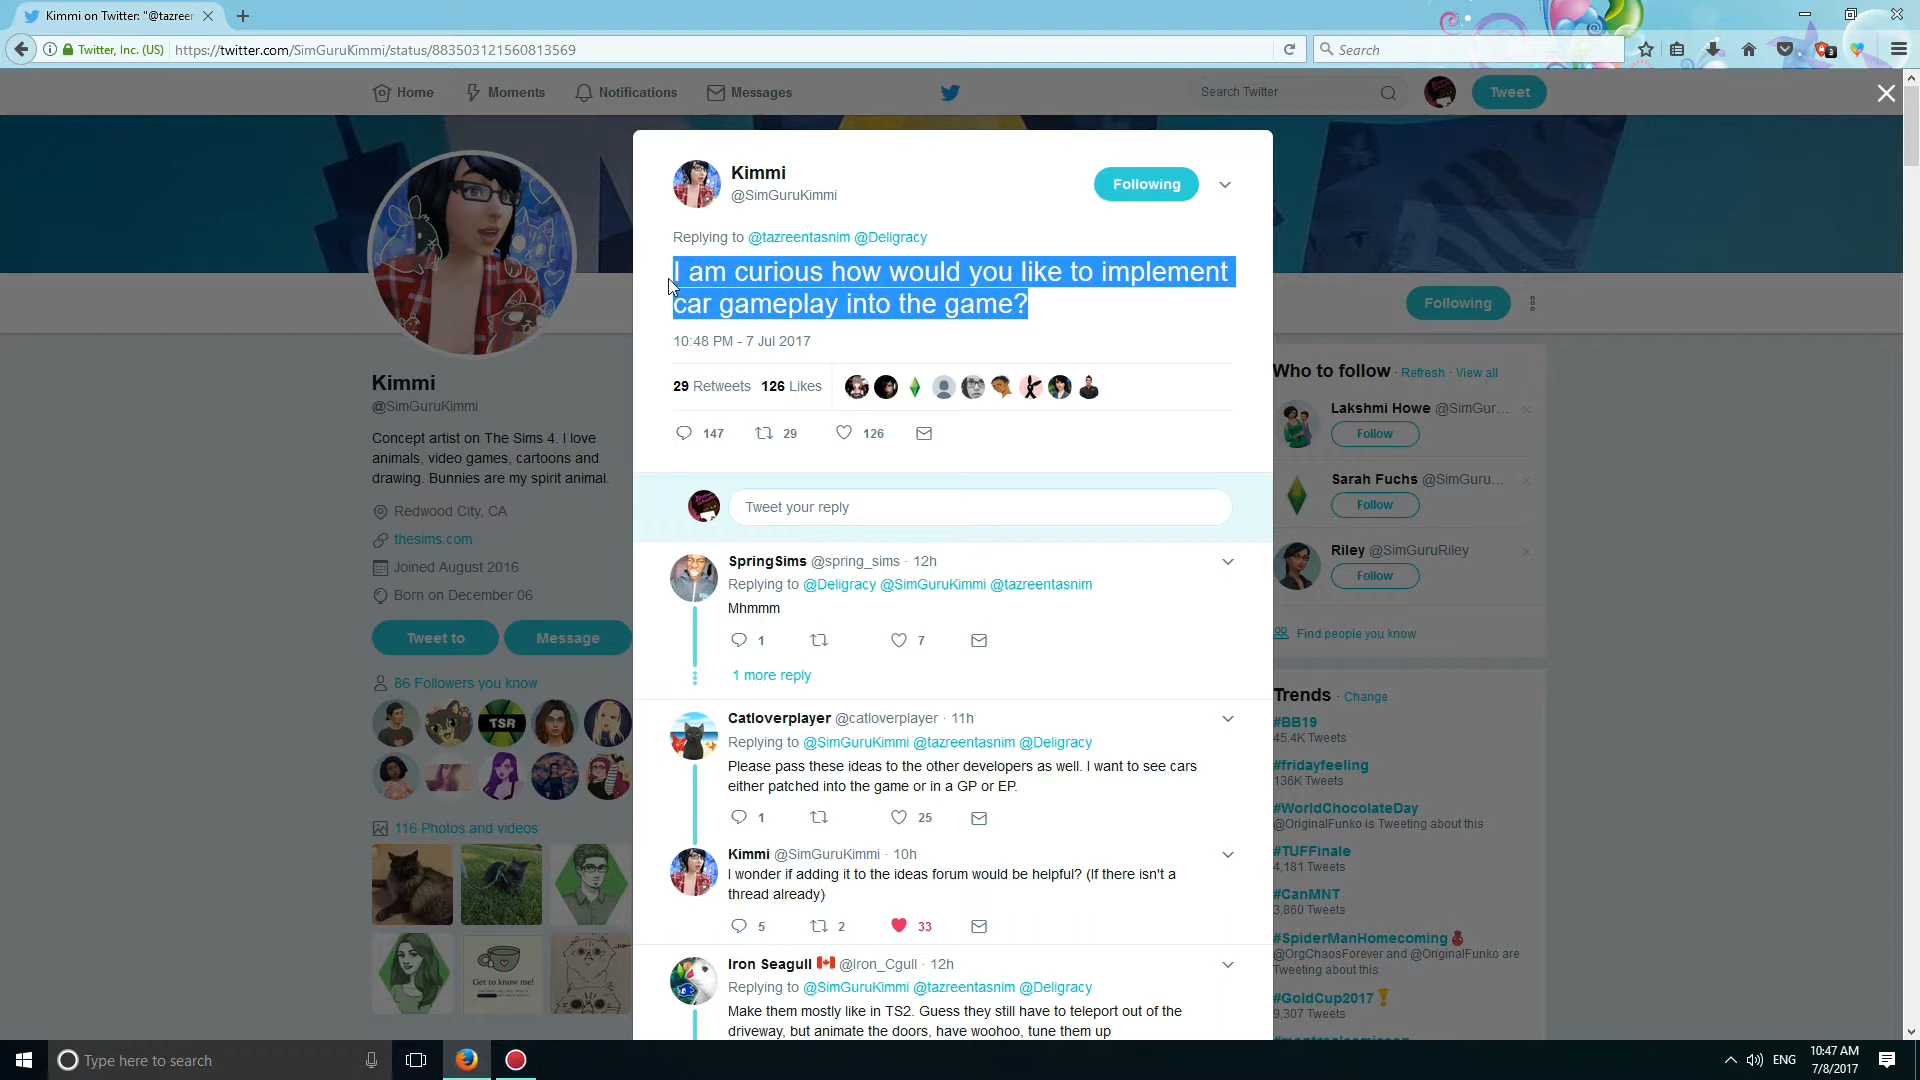 Kimmi on Twitter: "@tazreer
Twitter, Inc. (US)
https://twitter.com/SimGuruKimmi/status/883503121560813569
Search
3
Home
Moments
Notifications
Messages
Search Twitter
Tweet
Kimmi
@SimGuruKimmi
Following
Replying to @tazreentasnim @Deligracy
I am curious how would you like to implement
car gameplay into the game?
10:48 PM - 7 Jul 2017
29 Retweets 126 Likes
147 29 126
Tweet your reply
SpringSims @spring_sims · 12h
Replying to @Deligracy @SimGuruKimmi @tazreentasnim
Mhmmm
1 7
1 more reply
Catloverplayer @catloverplayer · 11h
Replying to @SimGuruKimmi @tazreentasnim @Deligracy
Please pass these ideas to the other developers as well. I want to see cars
either patched into the game or in a GP or EP.
1 25
Kimmi @SimGuruKimmi · 10h
I wonder if adding it to the ideas forum would be helpful? (If there isn't a
thread already)
5 2 33
Iron Seagull @Iron_Cgull · 12h
Replying to @SimGuruKimmi @tazreentasnim @Deligracy
Make them mostly like in TS2. Guess they still have to teleport out of the
driveway, but animate the doors, have woohoo, tune them up
Kimmi
@SimGuruKimmi
Concept artist on The Sims 4. I love
animals, video games, cartoons and
drawing. Bunnies are my spirit animal.
Redwood City, CA
thesims.com
Joined August 2016
Born on December 06
Tweet to
Message
86 Followers you know
TSR
116 Photos and videos
Get to know me!
Following
Who to follow · Refresh · View all
Lakshmi Howe @SimGur...
Follow
Sarah Fuchs @SimGuru...
Follow
Riley @SimGuruRiley
Follow
Find people you know
Trends · Change
#BB19
45.4K Tweets
#fridayfeeling
136K Tweets
#WorldChocolateDay
@OriginalFunko is Tweeting about this
#TUFFinale
4,181 Tweets
#CanMNT
3,860 Tweets
#SpiderManHomecoming
@OrgChaosForever and @OriginalFunko are
Tweeting about this
#GoldCup2017
9,307 Tweets
Type here to search
ENG
10:47 AM
7/8/2017